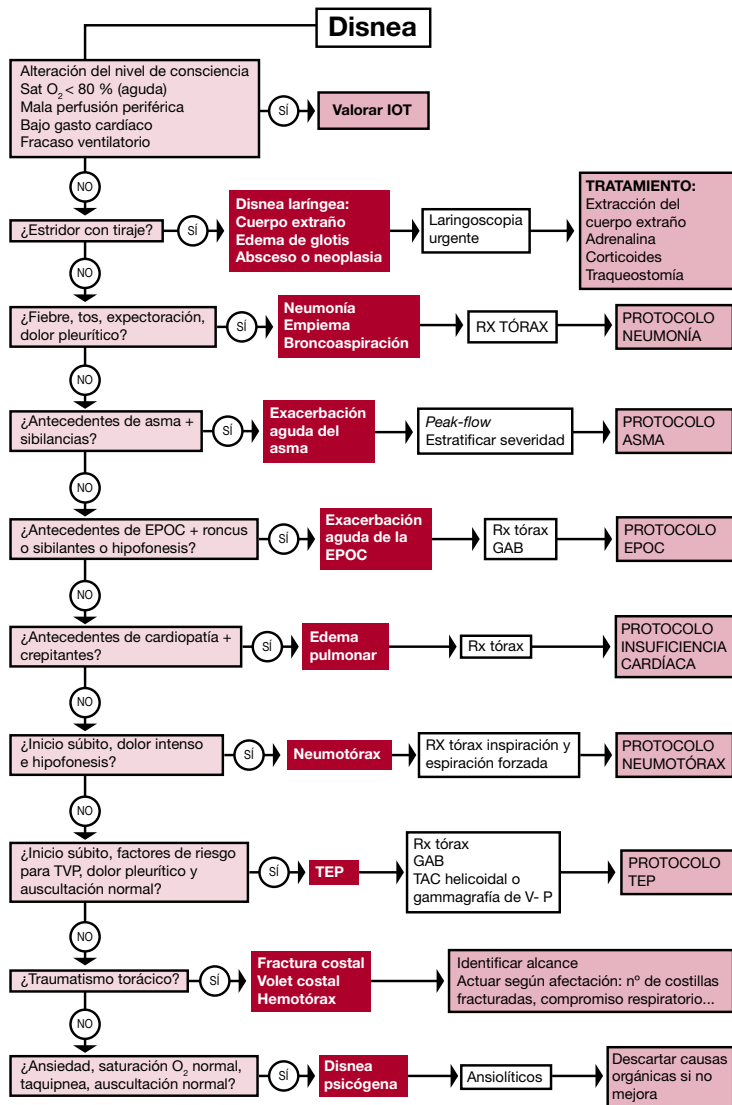 Disnea
Alteración del nivel de consciencia
Sat O₂ < 80 % (aguda)
Mala perfusión periférica
Bajo gasto cardíaco
Fracaso ventilatorio
SÍ
Valorar IOT
NO
¿Estridor con tiraje?
SÍ
Disnea laríngea:
Cuerpo extraño
Edema de glotis
Absceso o neoplasia
Laringoscopia
urgente
TRATAMIENTO:
Extracción del
cuerpo extraño
Adrenalina
Corticoides
Traqueostomía
NO
¿Fiebre, tos, expectoración,
dolor pleurítico?
SÍ
Neumonía
Empiema
Broncoaspiración
RX TÓRAX
PROTOCOLO
NEUMONÍA
NO
¿Antecedentes de asma +
sibilancias?
SÍ
Exacerbación
aguda del
asma
Peak-flow
Estratificar severidad
PROTOCOLO
ASMA
NO
¿Antecedentes de EPOC + roncus
o sibilantes o hipofonesis?
SÍ
Exacerbación
aguda de la
EPOC
Rx tórax
GAB
PROTOCOLO
EPOC
NO
¿Antecedentes de cardiopatía +
crepitantes?
SÍ
Edema
pulmonar
Rx tórax
PROTOCOLO
INSUFICIENCIA
CARDÍACA
NO
¿Inicio súbito, dolor intenso
e hipofonesis?
SÍ
Neumotórax
RX tórax inspiración y
espiración forzada
PROTOCOLO
NEUMOTÓRAX
NO
¿Inicio súbito, factores de riesgo
para TVP, dolor pleurítico y
auscultación normal?
SÍ
TEP
Rx tórax
GAB
TAC helicoidal o
gammagrafía de V- P
PROTOCOLO
TEP
NO
¿Traumatismo torácico?
SÍ
Fractura costal
Volet costal
Hemotórax
Identificar alcance
Actuar según afectación: nº de costillas
fracturadas, compromiso respiratorio...
NO
¿Ansiedad, saturación O₂ normal,
taquipnea, auscultación normal?
SÍ
Disnea
psicógena
Ansiolíticos
Descartar causas
orgánicas si no
mejora